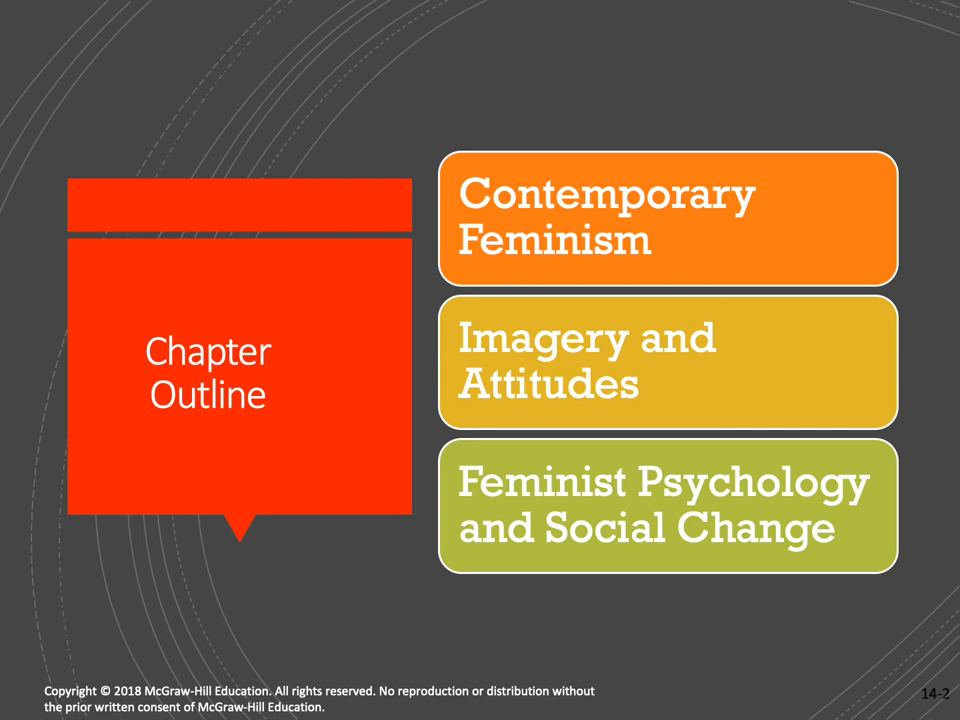 Chapter
Outline
Contemporary
Feminism
Imagery and
Attitudes
Feminist Psychology
and Social Change
Copyright © 2018 McGraw-Hill Education. All rights reserved. No reproduction or distribution without
the prior written consent of McGraw-Hill Education.
14-2